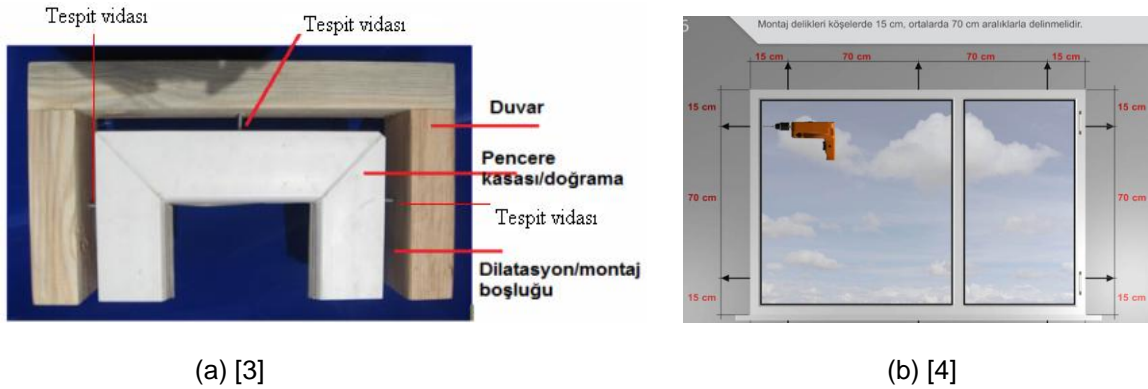 Tespit vidası
Tespit vidası
Duvar
Pencere
kasası/doğrama
Tespit vidası
Dilatasyon/montaj
boşluğu
(a) [3]
5
Montaj delikleri köşelerde 15 cm, ortalarda 70 cm aralıklarla delinmelidir.
15 cm 70 cm 70 cm 15 cm
15 cm 15 cm
70 cm 70 cm
15 cm 15 cm
(b) [4]